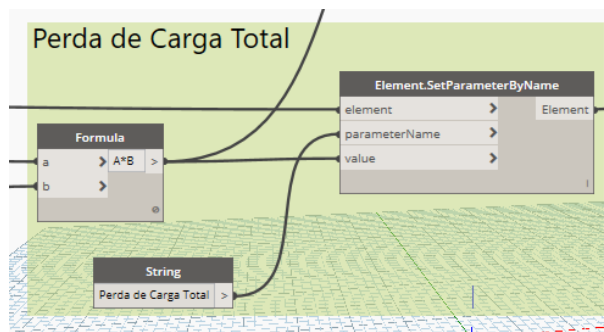 Perda de Carga Total
Element.SetParameterByName
element > Element
parameterName >
value >
Formula
a > A*B >
b >
String
Perda de Carga Total >